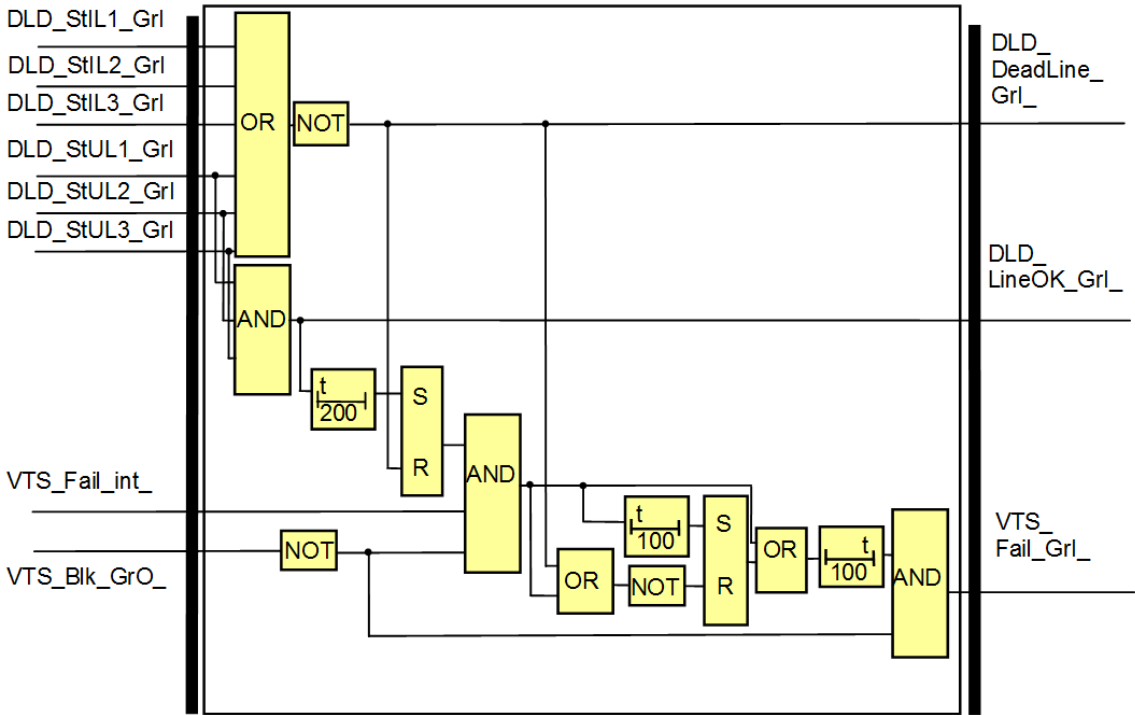 DLD_StIL1_GrI
DLD_StIL2_GrI
DLD_StIL3_GrI
DLD_StUL1_GrI
DLD_StUL2_GrI
DLD_StUL3_GrI
OR
NOT
DLD_
DeadLine_
GrI_
AND
DLD_
LineOK_GrI_
t
200
S
R
AND
VTS_Fail_int_
NOT
VTS_Blk_GrO_
t
100
S
R
OR
NOT
OR
t
100
AND
VTS_
Fail_GrI_